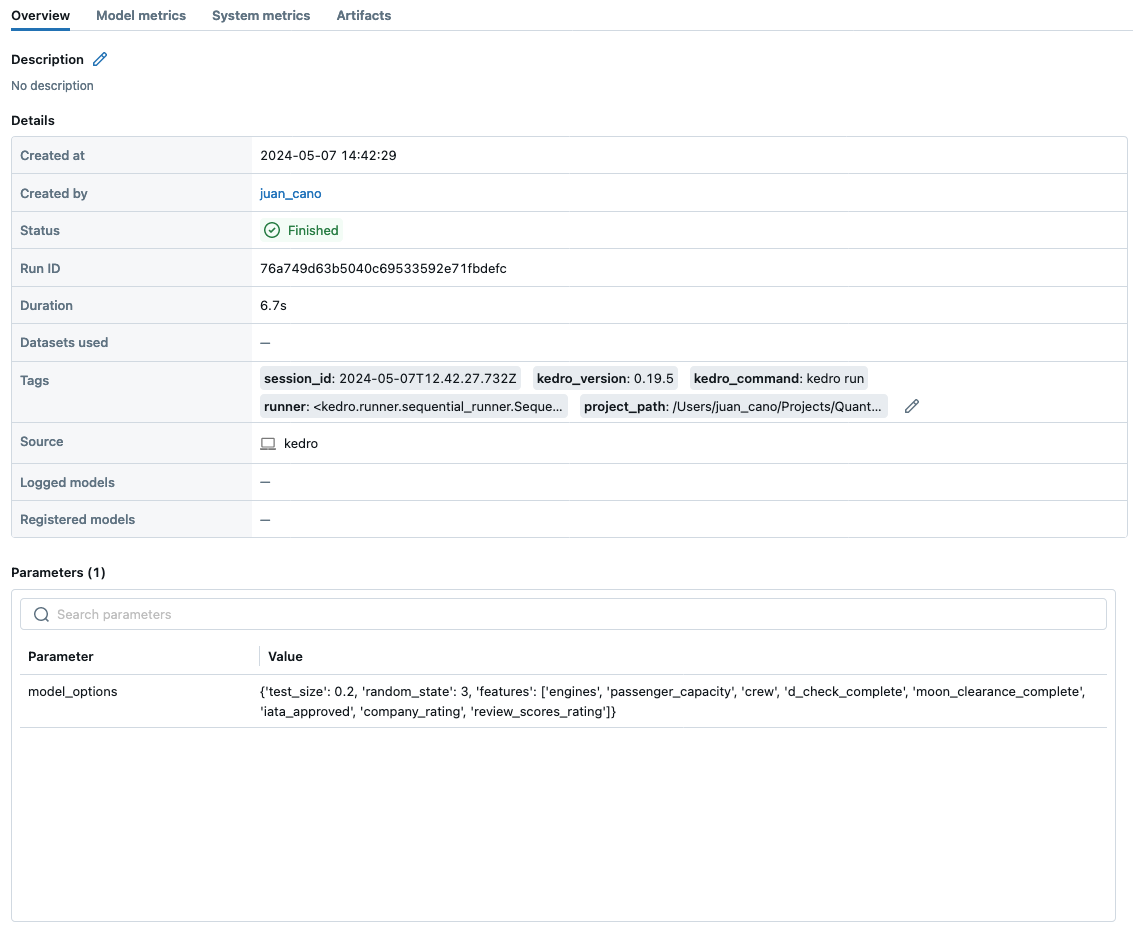 Overview Model metrics System metrics Artifacts
Description
No description
Details
Created at 2024-05-07 14:42:29
Created by juan_cano
Status Finished
Run ID 76a749d63b5040c69533592e71fbdefc
Duration 6.7s
Datasets used —
Tags session_id: 2024-05-07T12.42.27.732Z kedro_version: 0.19.5 kedro_command: kedro run
runner: <kedro.runner.sequential_runner.Seque... project_path: /Users/juan_cano/Projects/Quant...
Source kedro
Logged models —
Registered models —
Parameters (1)
Search parameters
Parameter Value
model_options {'test_size': 0.2, 'random_state': 3, 'features': ['engines', 'passenger_capacity', 'crew', 'd_check_complete', 'moon_clearance_complete',
'iata_approved', 'company_rating', 'review_scores_rating']}